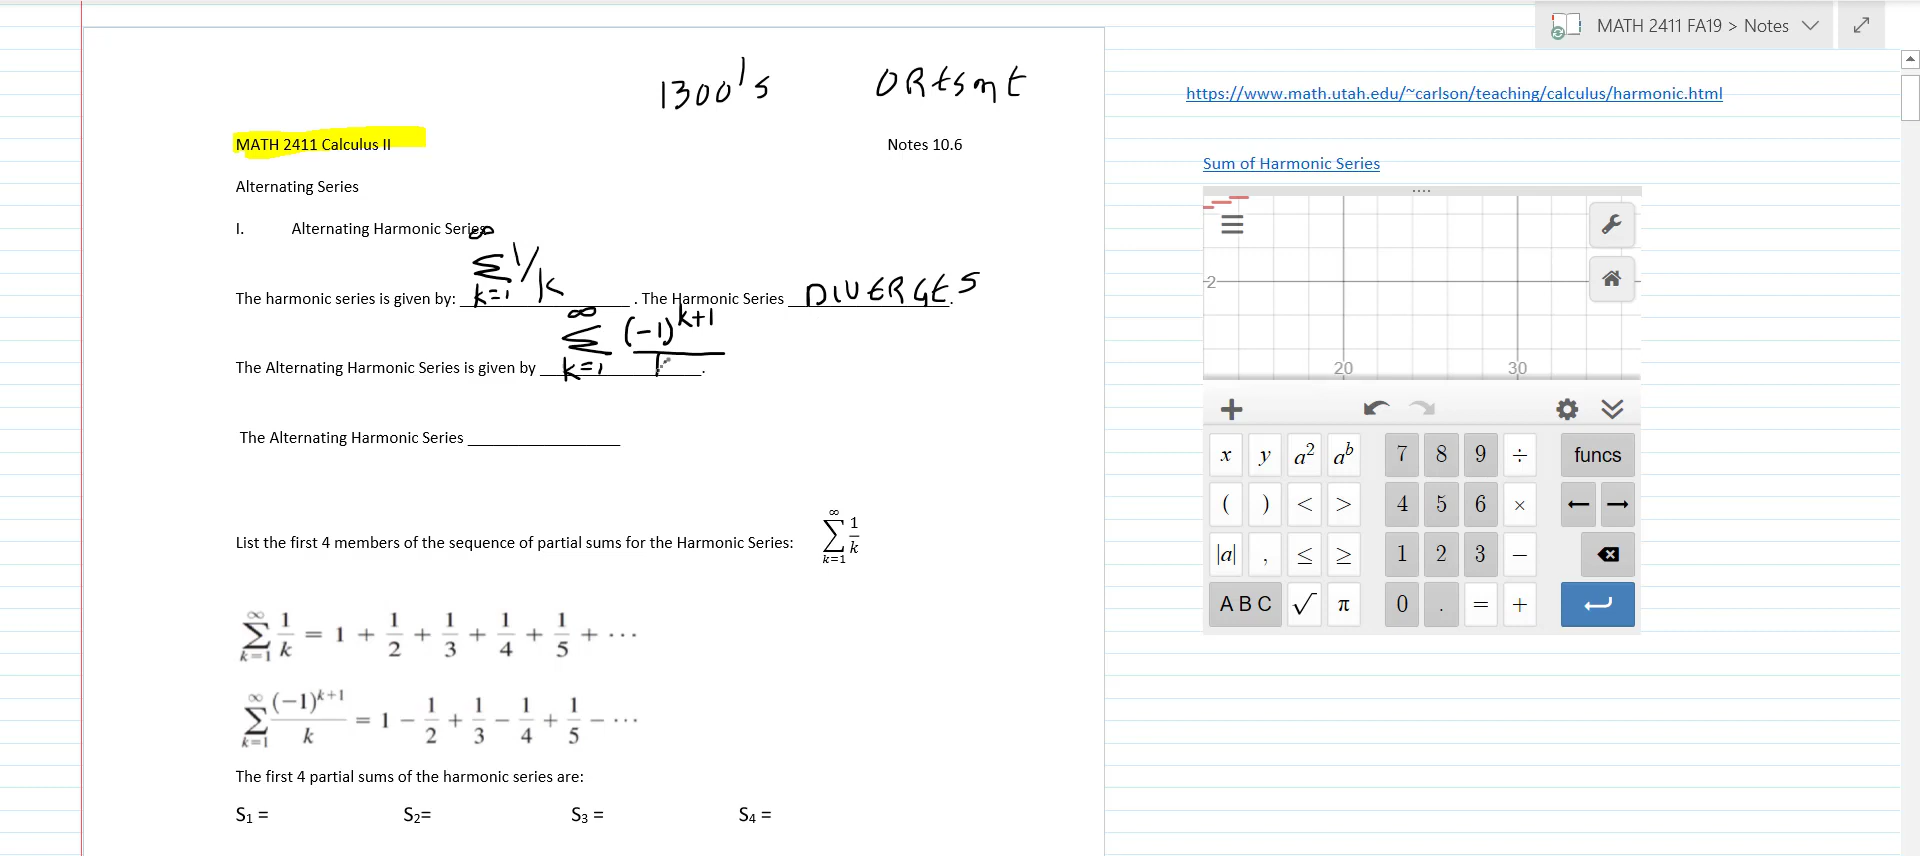 MATH 2411 FA19 > Notes
1300's ORESME
https://www.math.utah.edu/~carlson/teaching/calculus/harmonic.html
MATH 2411 Calculus II Notes 10.6
Sum of Harmonic Series
Alternating Series
I. Alternating Harmonic Series
The harmonic series is given by: ∞ Σ k=1 1/k . The Harmonic Series DIVERGES.
The Alternating Harmonic Series is given by ∞ Σ k=1 (-1)^k+1 .
The Alternating Harmonic Series
List the first 4 members of the sequence of partial sums for the Harmonic Series: ∞ Σ k=1 1/k
∞ Σ k=1 1/k = 1 + 1/2 + 1/3 + 1/4 + 1/5 + ···
∞ Σ k=1 (−1)^k+1/k = 1 − 1/2 + 1/3 − 1/4 + 1/5 − ···
The first 4 partial sums of the harmonic series are:
S₁ = S₂= S₃ = S₄ =
2
20 30
x y a² aᵇ 7 8 9 ÷ funcs
( ) < > 4 5 6 × ← →
|a| , ≤ ≥ 1 2 3 −
A B C √ π 0 . = +